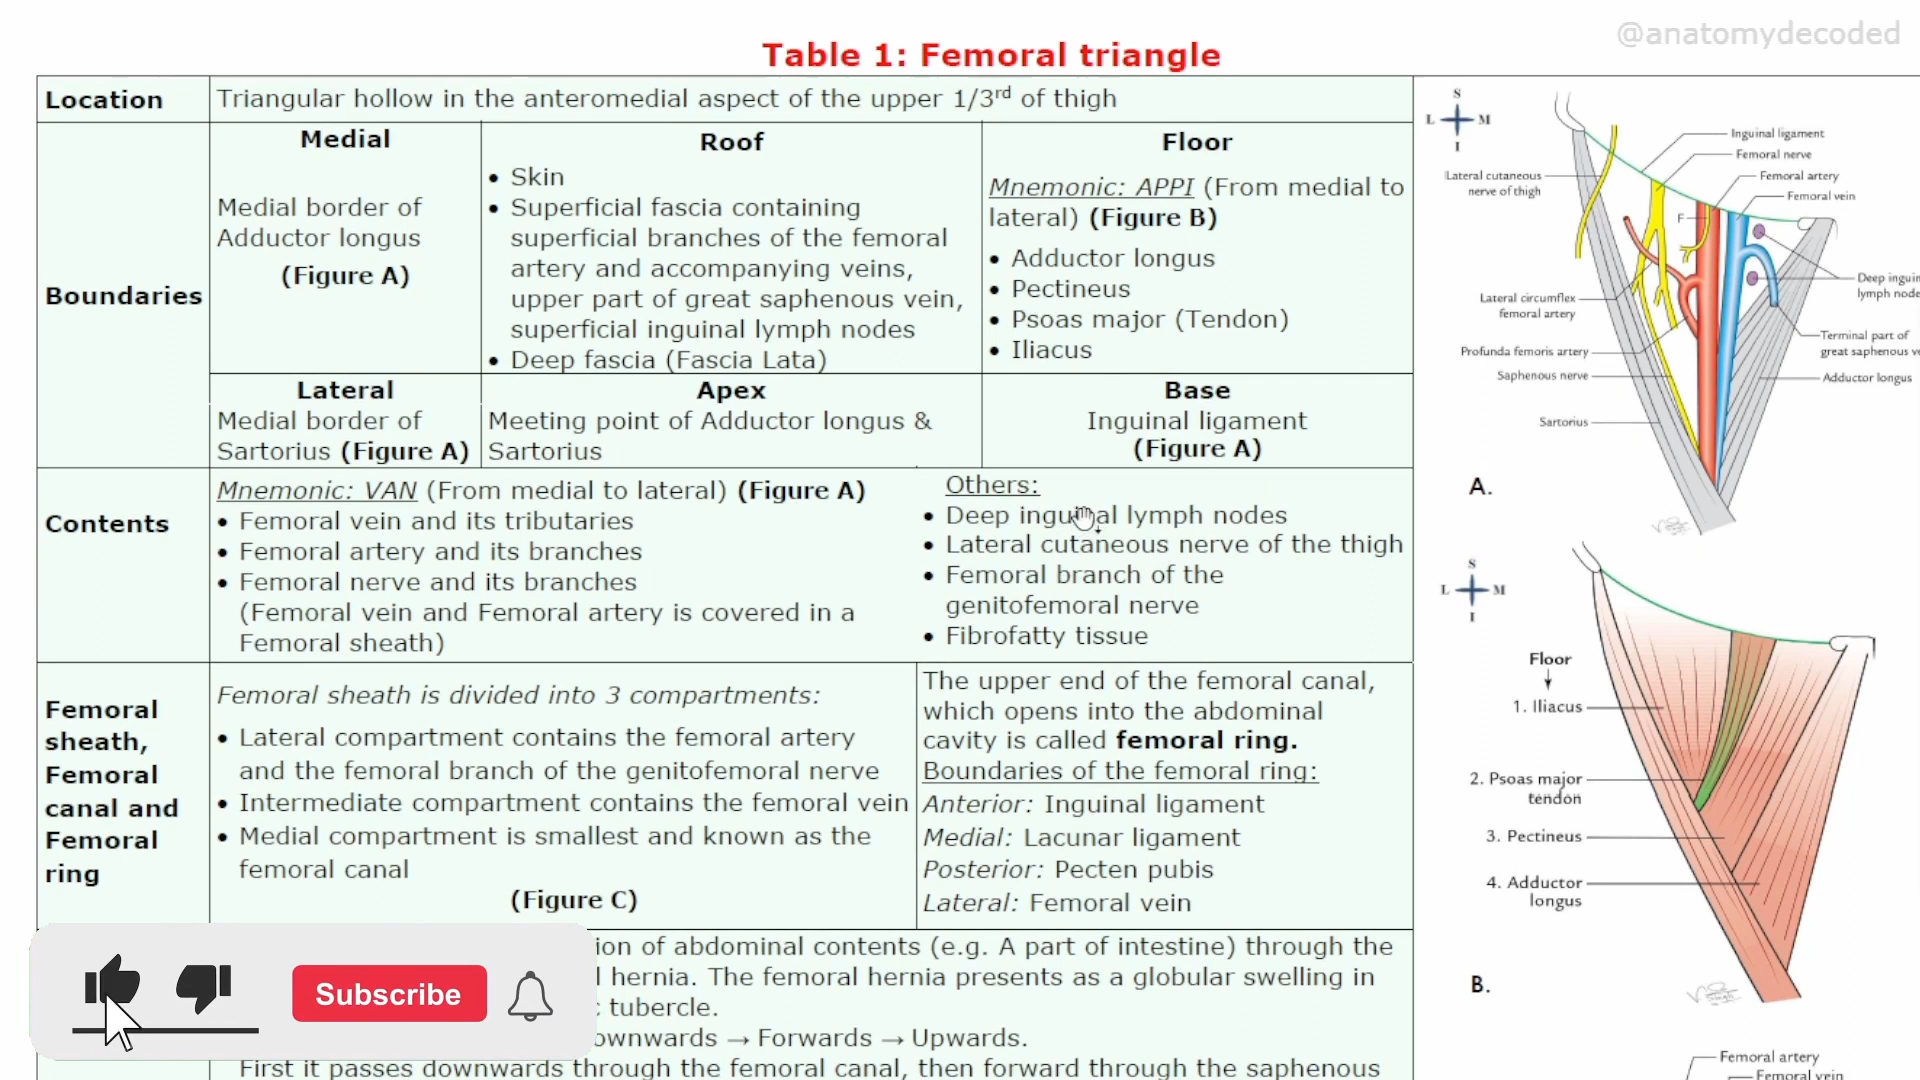 @anatomydecoded
Table 1: Femoral triangle
Location
Triangular hollow in the anteromedial aspect of the upper 1/3rd of thigh
Boundaries
Medial
Medial border of
Adductor longus
(Figure A)
Roof
• Skin
• Superficial fascia containing
superficial branches of the femoral
artery and accompanying veins,
upper part of great saphenous vein,
superficial inguinal lymph nodes
• Deep fascia (Fascia Lata)
Floor
Mnemonic: APPI (From medial to
lateral) (Figure B)
• Adductor longus
• Pectineus
• Psoas major (Tendon)
• Iliacus
Lateral
Medial border of
Sartorius (Figure A)
Apex
Meeting point of Adductor longus &
Sartorius
Base
Inguinal ligament
(Figure A)
Contents
Mnemonic: VAN (From medial to lateral) (Figure A)
• Femoral vein and its tributaries
• Femoral artery and its branches
• Femoral nerve and its branches
(Femoral vein and Femoral artery is covered in a
Femoral sheath)
Others:
• Deep inguinal lymph nodes
• Lateral cutaneous nerve of the thigh
• Femoral branch of the
genitofemoral nerve
• Fibrofatty tissue
Femoral
sheath,
Femoral
canal and
Femoral
ring
Femoral sheath is divided into 3 compartments:
• Lateral compartment contains the femoral artery
and the femoral branch of the genitofemoral nerve
• Intermediate compartment contains the femoral vein
• Medial compartment is smallest and known as the
femoral canal
(Figure C)
The upper end of the femoral canal,
which opens into the abdominal
cavity is called femoral ring.
Boundaries of the femoral ring:
Anterior: Inguinal ligament
Medial: Lacunar ligament
Posterior: Pecten pubis
Lateral: Femoral vein
ion of abdominal contents (e.g. A part of intestine) through the
l hernia. The femoral hernia presents as a globular swelling in
tubercle.
ownwards → Forwards → Upwards.
First it passes downwards through the femoral canal, then forward through the saphenous
Subscribe
S
L M
I
Inguinal ligament
Femoral nerve
Femoral artery
Femoral vein
Lateral cutaneous
nerve of thigh
F
Deep inguin
lymph node
Lateral circumflex
femoral artery
Terminal part of
great saphenous ve
Profunda femoris artery
Saphenous nerve
Adductor longus
Sartorius
A.
S
L M
I
Floor
1. Iliacus
2. Psoas major
tendon
3. Pectineus
4. Adductor
longus
B.
Femoral artery
Femoral vein